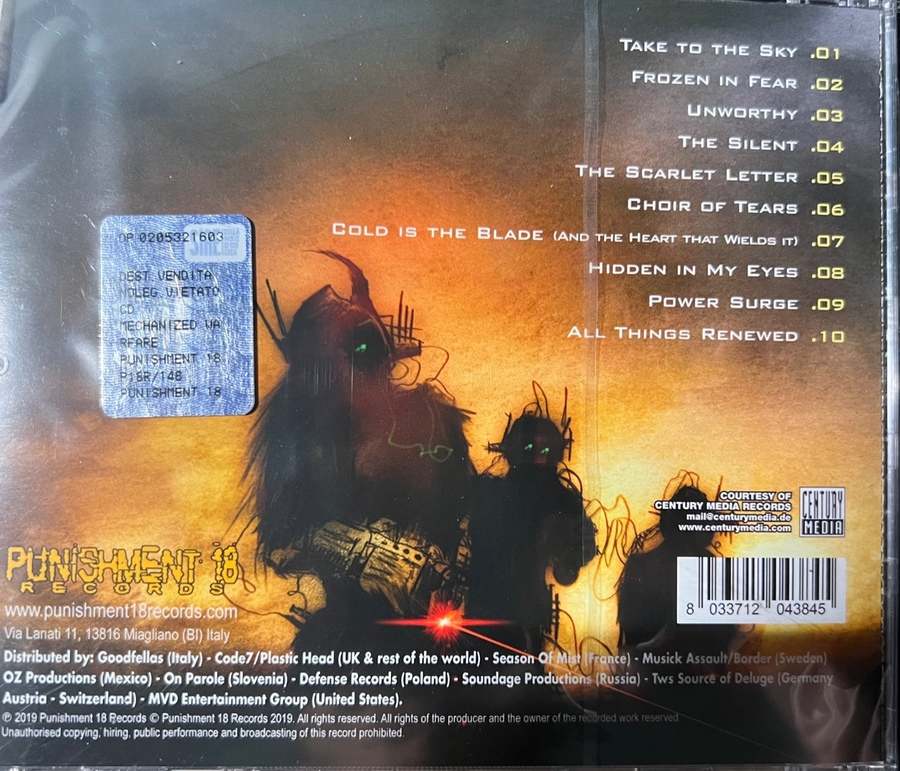 TAKE TO THE SKY .01
FROZEN IN FEAR .02
UNWORTHY .03
THE SILENT .04
THE SCARLET LETTER .05
CHOIR OF TEARS .06
COLD IS THE BLADE (AND THE HEART THAT WIELDS IT) .07
HIDDEN IN MY EYES .08
POWER SURGE .09
ALL THINGS RENEWED .10
OP 0205321603
SIAE
DEST.VENDITA
NOLEG.VIETATO
CD
MECHANIZED WA
RFARE
PUNISHMENT 18
P18R/148
PUNISHMENT 18
COURTESY OF
CENTURY MEDIA RECORDS
mail@centurymedia.de
www.centurymedia.com
CENTURY
MEDIA
8 033712 043845
PUNISHMENT 18
RECORDS
www.punishment18records.com
Via Lanati 11, 13816 Miagliano (BI) Italy
Distributed by: Goodfellas (Italy) - Code7/Plastic Head (UK & rest of the world) - Season Of Mist (France) - Musick Assault/Border (Sweden)
OZ Productions (Mexico) - On Parole (Slovenia) - Defense Records (Poland) - Soundage Productions (Russia) - Tws Source of Deluge (Germany
Austria - Switzerland) - MVD Entertainment Group (United States).
℗ 2019 Punishment 18 Records © Punishment 18 Records 2019. All rights reserved. All rights of the producer and the owner of the recorded work reserved
Unauthorised copying, hiring, public performance and broadcasting of this record prohibited.